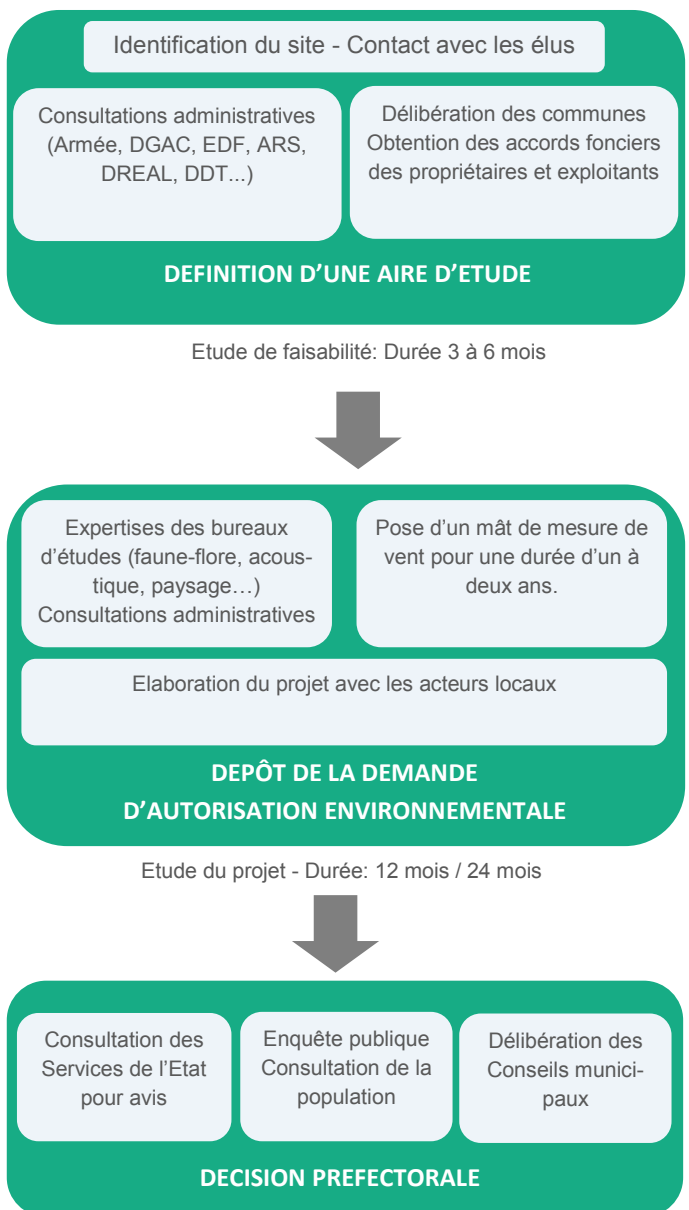 Identification du site - Contact avec les élus
Consultations administratives
(Armée, DGAC, EDF, ARS,
DREAL, DDT...)
Délibération des communes
Obtention des accords fonciers
des propriétaires et exploitants
DEFINITION D’UNE AIRE D’ETUDE
Etude de faisabilité: Durée 3 à 6 mois
Expertises des bureaux
d’études (faune-flore, acous-
tique, paysage…)
Consultations administratives
Pose d’un mât de mesure de
vent pour une durée d’un à
deux ans.
Elaboration du projet avec les acteurs locaux
DEPÔT DE LA DEMANDE
D’AUTORISATION ENVIRONNEMENTALE
Etude du projet - Durée: 12 mois / 24 mois
Consultation des
Services de l’Etat
pour avis
Enquête publique
Consultation de la
population
Délibération des
Conseils munici-
paux
DECISION PREFECTORALE